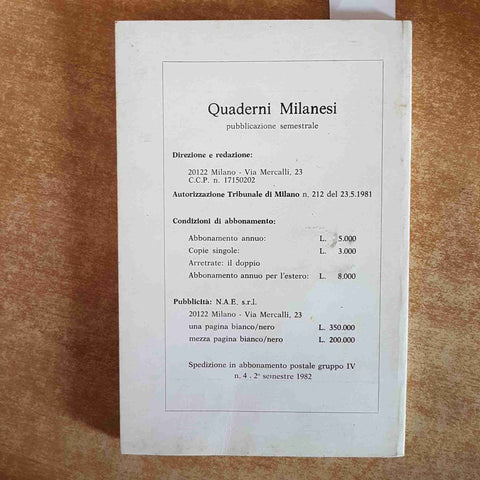 Quaderni Milanesi
pubblicazione semestrale
Direzione e redazione:
20122 Milano - Via Mercalli, 23
C.C.P. n. 17150202
Autorizzazione Tribunale di Milano n. 212 del 23.5.1981
Condizioni di abbonamento:
Abbonamento annuo: L. 5.000
Copie singole: L. 3.000
Arretrate: il doppio
Abbonamento annuo per l'estero: L. 8.000
Pubblicità: N.A.E. s.r.l.
20122 Milano - Via Mercalli, 23
una pagina bianco/nero L. 350.000
mezza pagina bianco/nero L. 200.000
Spedizione in abbonamento postale gruppo IV
n. 4 . 2° semestre 1982